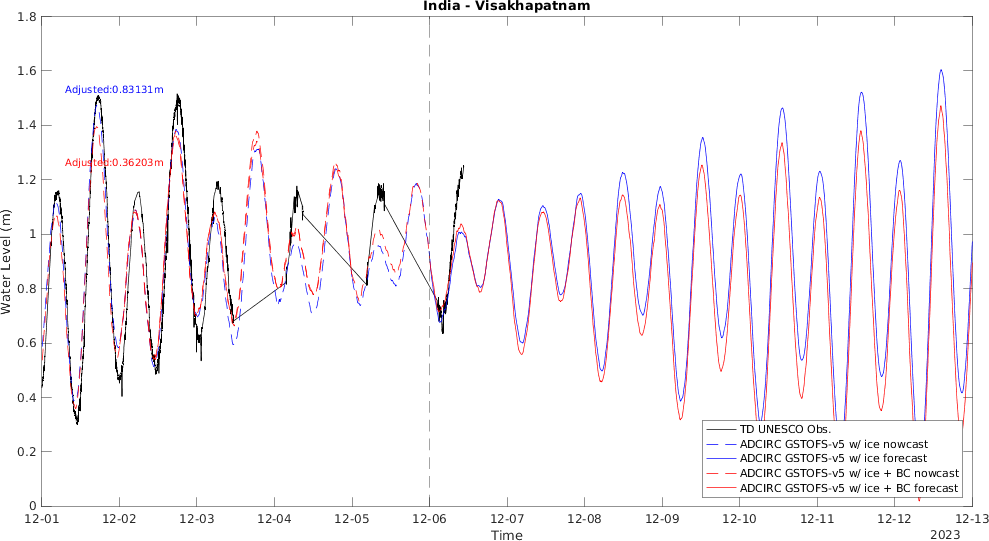 India - Visakhapatnam
1.8
1.6
1.4
1.2
1
0.8
0.6
0.4
0.2
0
Water Level (m)
Adjusted:0.83131m
Adjusted:0.36203m
TD UNESCO Obs.
ADCIRC GSTOFS-v5 w/ ice nowcast
ADCIRC GSTOFS-v5 w/ ice forecast
ADCIRC GSTOFS-v5 w/ ice + BC nowcast
ADCIRC GSTOFS-v5 w/ ice + BC forecast
12-01 12-02 12-03 12-04 12-05 12-06 12-07 12-08 12-09 12-10 12-11 12-12 12-13
Time
2023